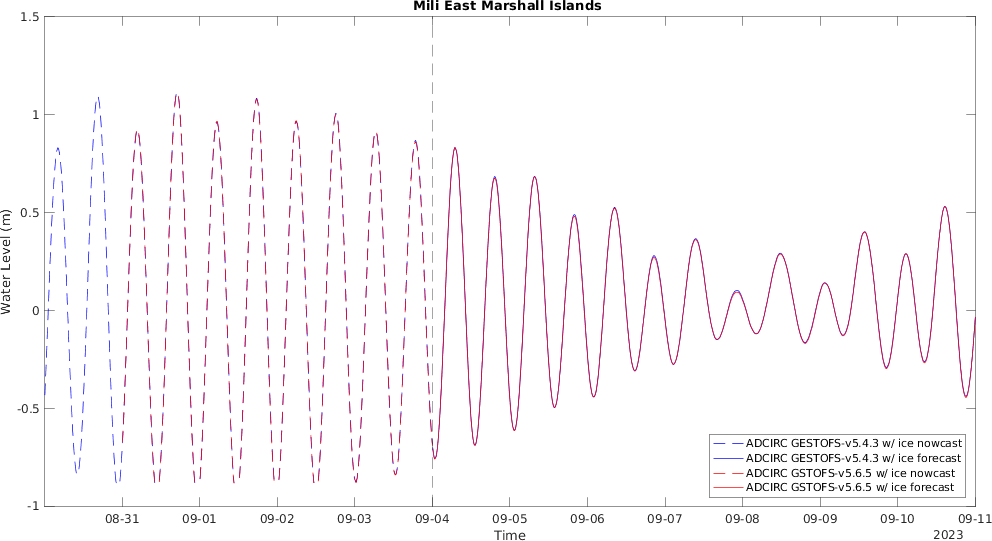 Mili East Marshall Islands
1.5
1
0.5
0
-0.5
-1
Water Level (m)
ADCIRC GESTOFS-v5.4.3 w/ ice nowcast
ADCIRC GESTOFS-v5.4.3 w/ ice forecast
ADCIRC GSTOFS-v5.6.5 w/ ice nowcast
ADCIRC GSTOFS-v5.6.5 w/ ice forecast
08-31 09-01 09-02 09-03 09-04 09-05 09-06 09-07 09-08 09-09 09-10 09-11
Time
2023